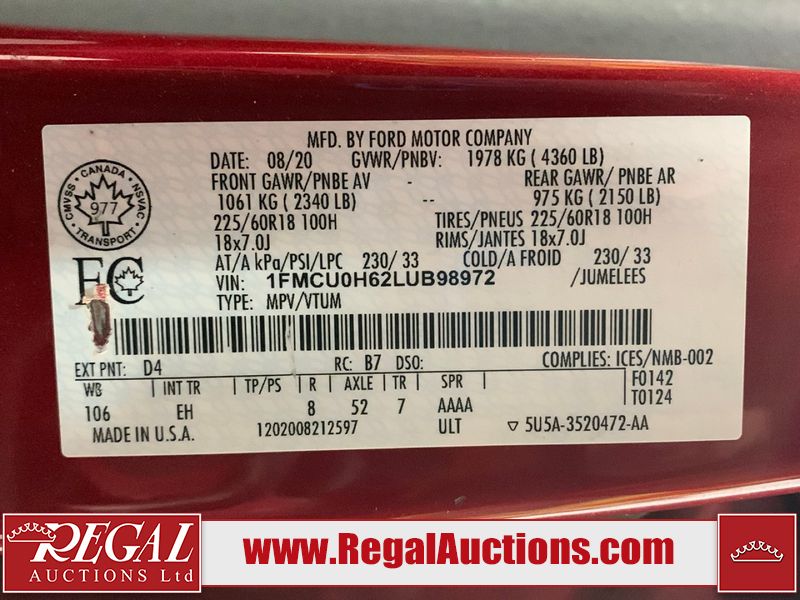 MFD. BY FORD MOTOR COMPANY
DATE: 08/20 GVWR/PNBV: 1978 KG ( 4360 LB)
FRONT GAWR/PNBE AV - REAR GAWR/ PNBE AR
1061 KG ( 2340 LB) -- 975 KG ( 2150 LB)
225/60R18 100H TIRES/PNEUS 225/60R18 100H
18x7.0J RIMS/JANTES 18x7.0J
AT/A kPa/PSI/LPC 230/ 33 COLD/A FROID 230/ 33
VIN: 1FMCU0H62LUB98972 /JUMELEES
TYPE: MPV/VTUM
CANADA
CMVSS NSVAC
977
TRANSPORT
FC
EXT PNT: D4 RC: B7 DSO: COMPLIES: ICES/NMB-002
WB INT TR TP/PS R AXLE TR SPR F0142
106 EH 8 52 7 AAAA T0124
MADE IN U.S.A. 1202008212597 ULT ▽ 5U5A-3520472-AA
REGAL
AUCTIONS Ltd
www.RegalAuctions.com